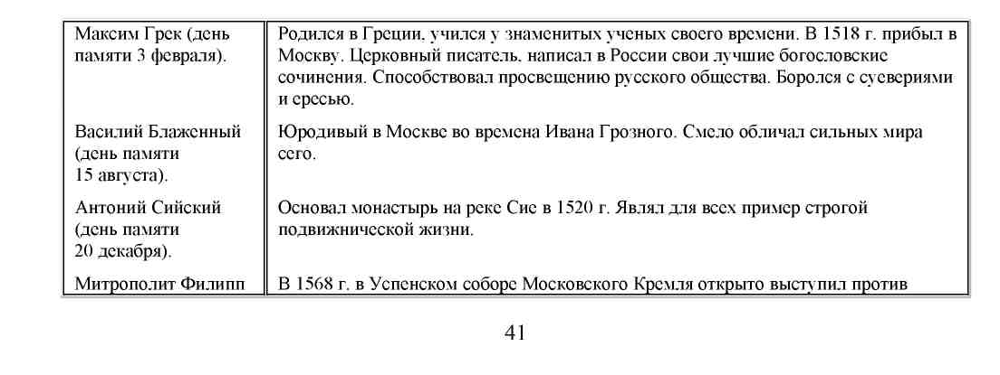 Максим Грек (день
памяти 3 февраля).
Родился в Греции, учился у знаменитых ученых своего времени. В 1518 г. прибыл в
Москву. Церковный писатель, написал в России свои лучшие богословские
сочинения. Способствовал просвещению русского общества. Боролся с суевериями
и ересью.
Василий Блаженный
(день памяти
15 августа).
Юродивый в Москве во времена Ивана Грозного. Смело обличал сильных мира
сего.
Антоний Сийский
(день памяти
20 декабря).
Основал монастырь на реке Сие в 1520 г. Являл для всех пример строгой
подвижнической жизни.
Митрополит Филипп
В 1568 г. в Успенском соборе Московского Кремля открыто выступил против
41